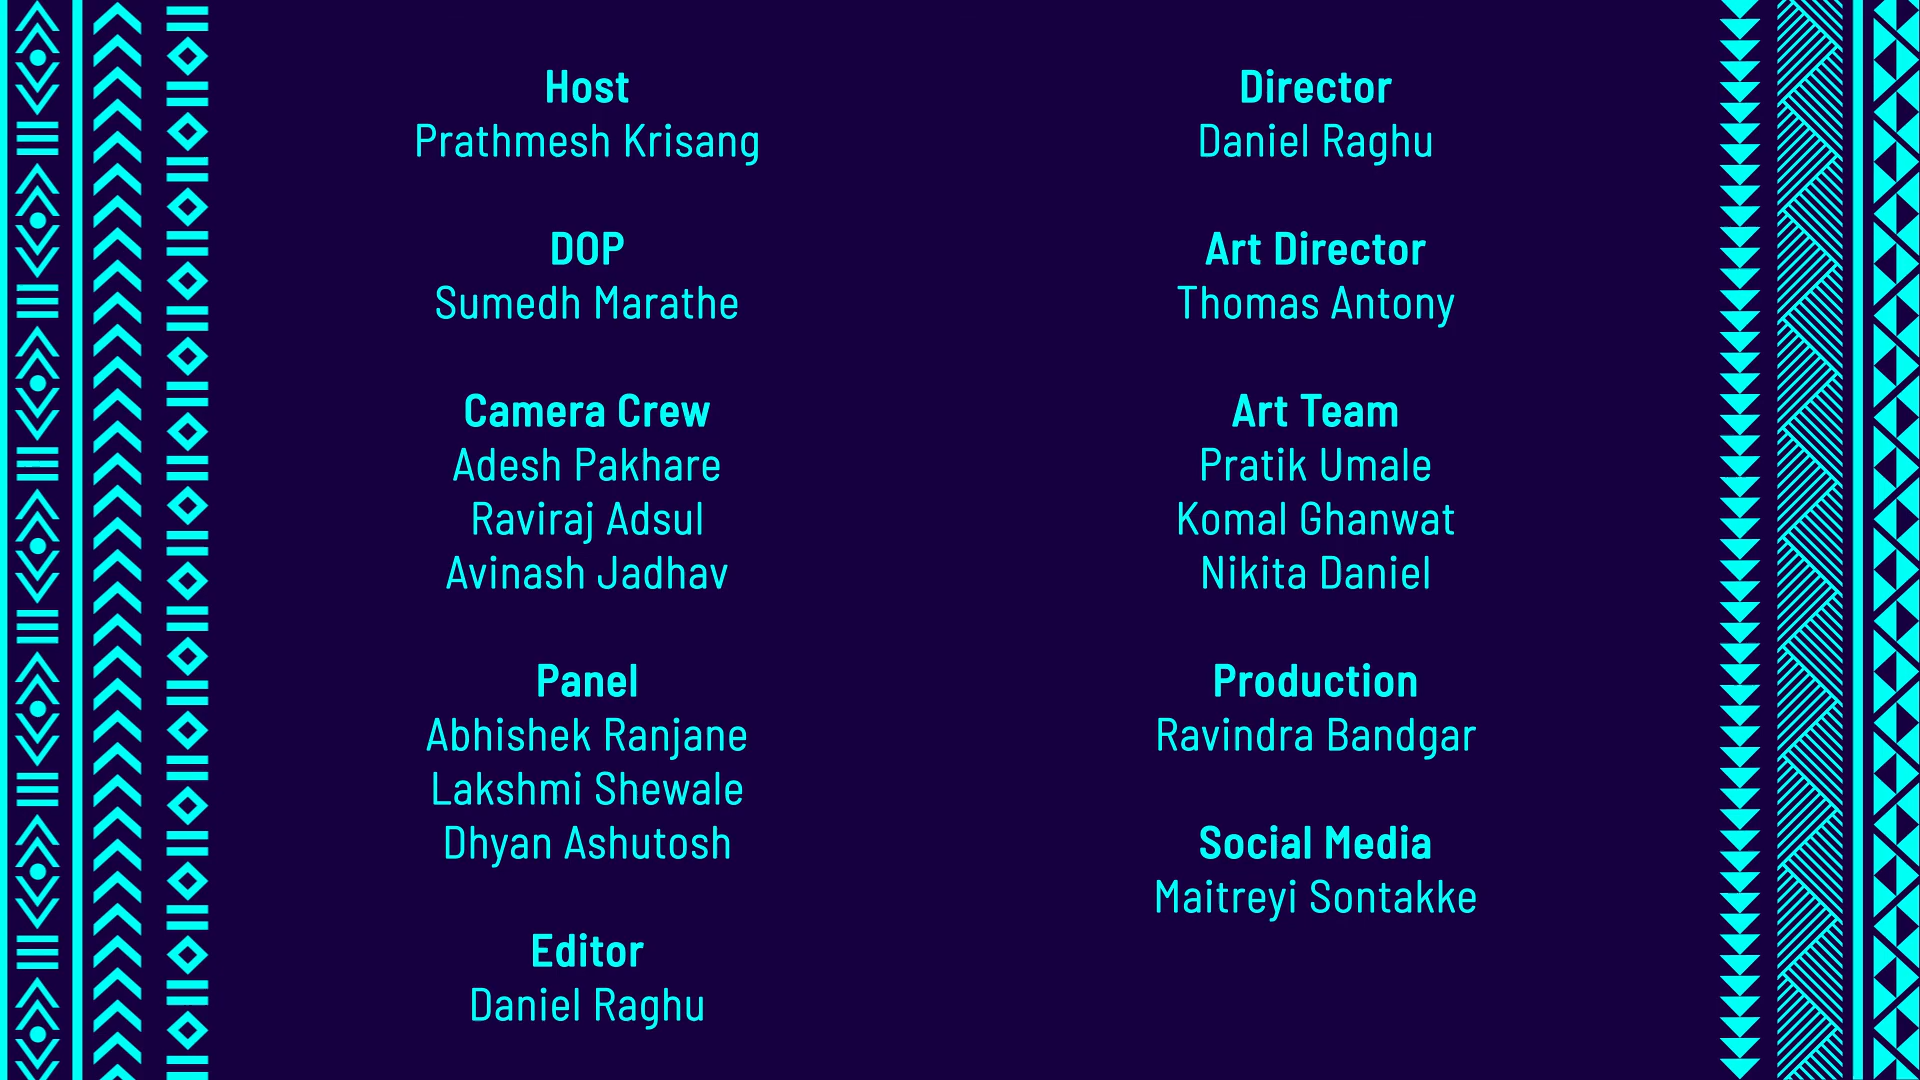 Host
Prathmesh Krisang
DOP
Sumedh Marathe
Camera Crew
Adesh Pakhare
Raviraj Adsul
Avinash Jadhav
Panel
Abhishek Ranjane
Lakshmi Shewale
Dhyan Ashutosh
Editor
Daniel Raghu
Director
Daniel Raghu
Art Director
Thomas Antony
Art Team
Pratik Umale
Komal Ghanwat
Nikita Daniel
Production
Ravindra Bandgar
Social Media
Maitreyi Sontakke